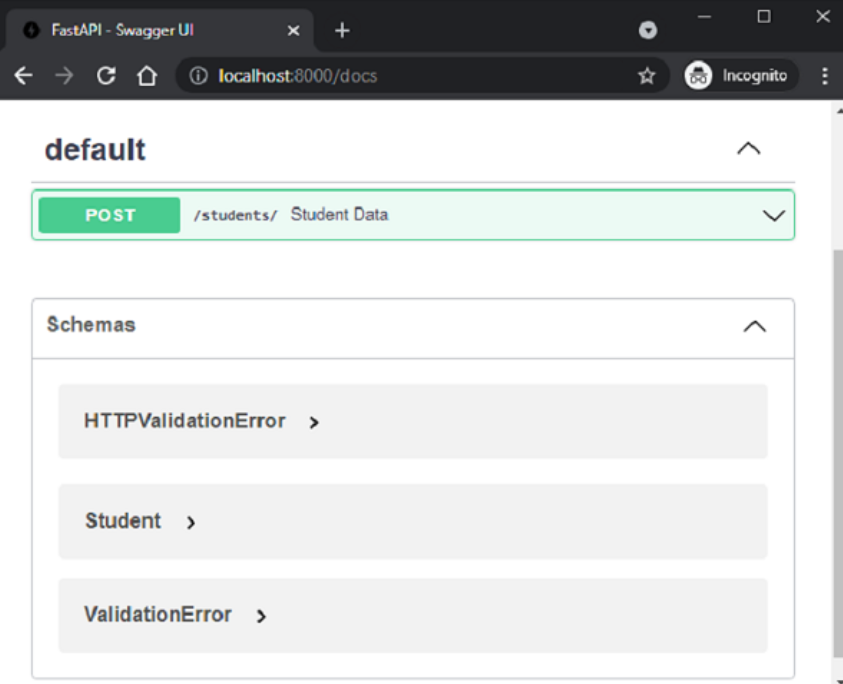 FastAPI - Swagger UI
localhost:8000/docs
Incognito
default
POST /students/ Student Data
Schemas
HTTPValidationError
Student
ValidationError